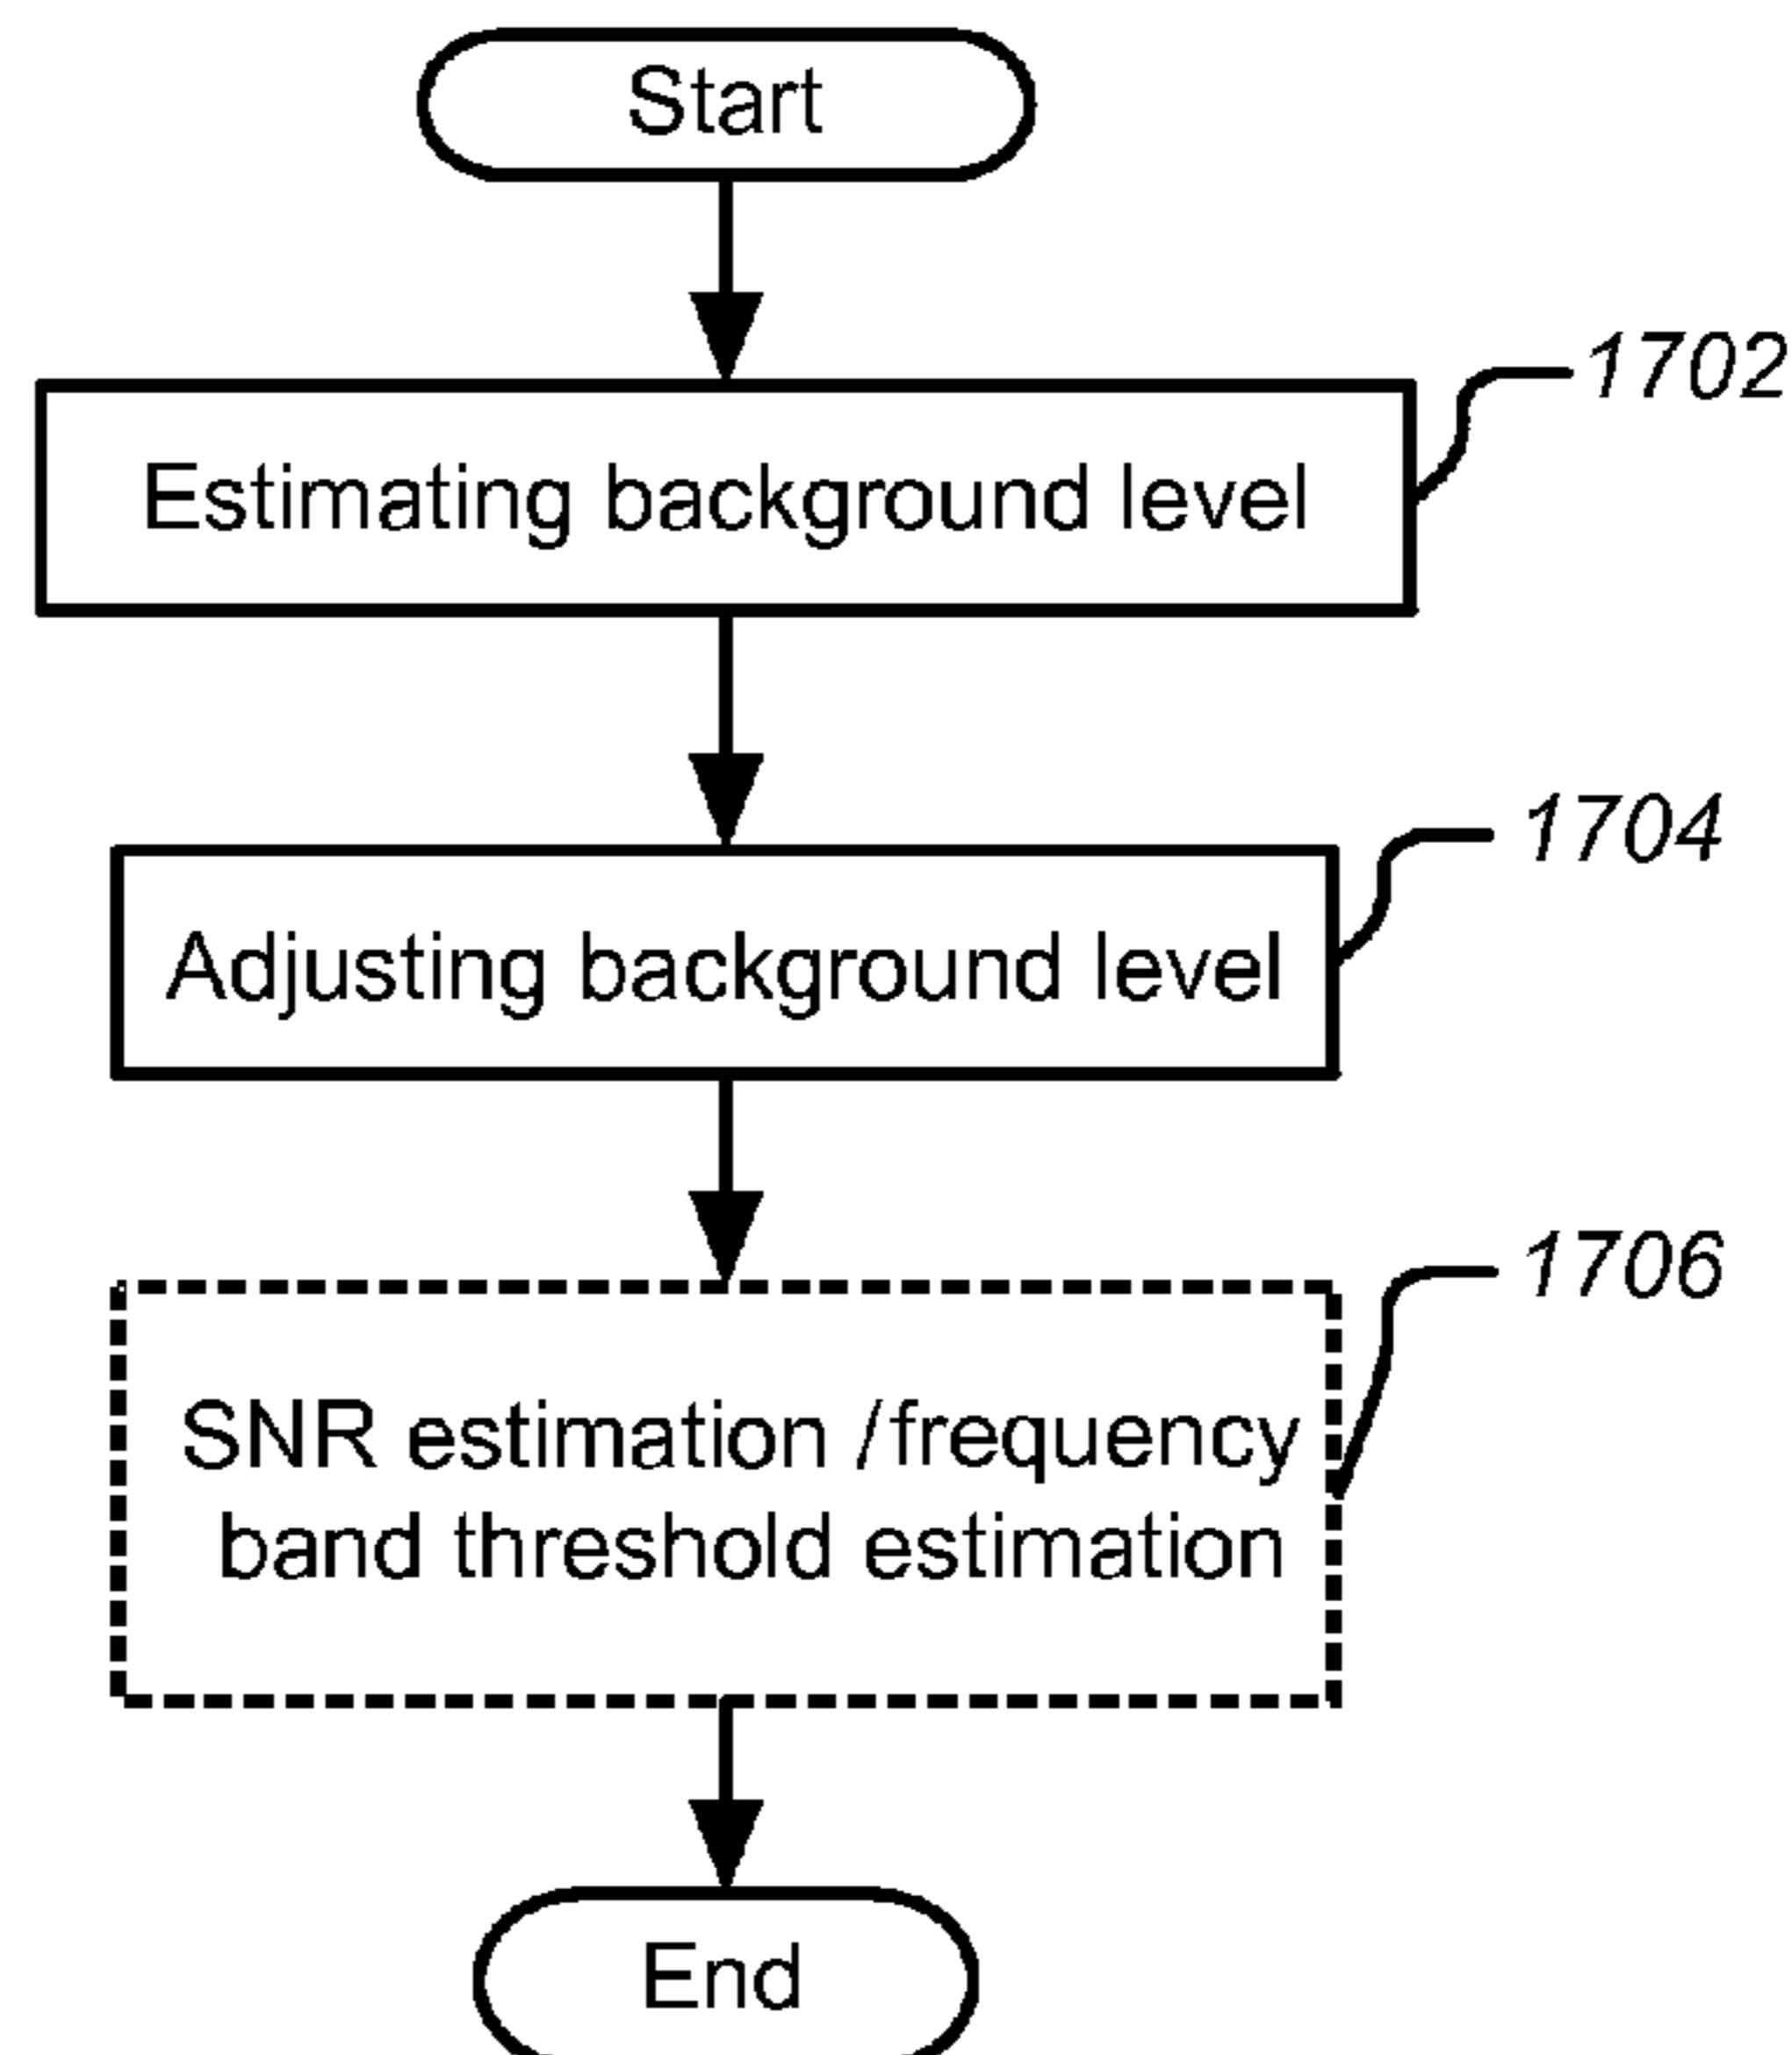 Start
1702
Estimating background level
1704
Adjusting background level
1706
SNR estimation /frequency
band threshold estimation
End